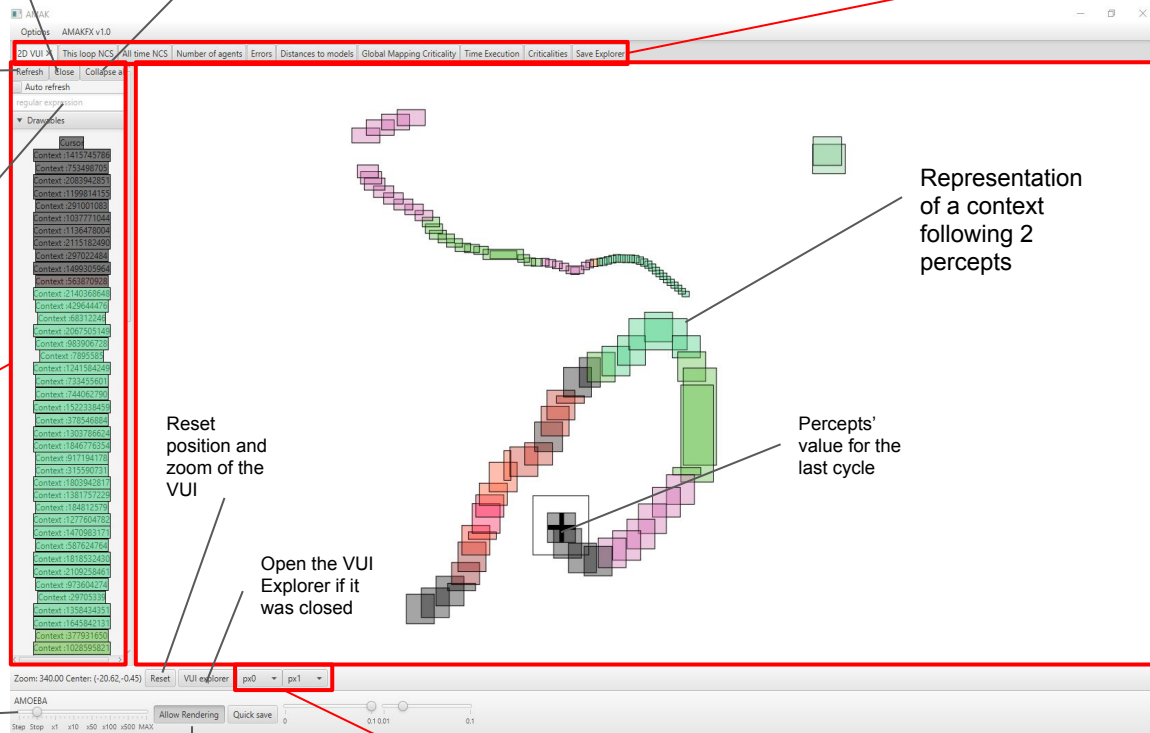 AMAK
Options AMAKFX v1.0
2D VUI × This loop NCS All time NCS Number of agents Errors Distances to models Global Mapping Criticality Time Execution Criticalities Save Explorer
Refresh Close Collapse a
Auto refresh
regular expression
Drawables
Cursor
Context :1415745786
Context :753498705
Context :2083942851
Context :1199814155
Context :291001083
Context :1037771044
Context :1136478004
Context :2115182490
Context :297022484
Context :1499305964
Context :563870928
Context :2140368648
Context :429644476
Context :68312246
Context :2067505149
Context :983906728
Context :7895585
Context :1241584249
Context :733455601
Context :744062790
Context :1522338459
Context :378546884
Context :1303786624
Context :1846776354
Context :917194178
Context :315590731
Context :1803942817
Context :1381757229
Context :184812579
Context :1277604782
Context :1470983171
Context :587624764
Context :1818532430
Context :2109258461
Context :973604274
Context :29705339
Context :1358434351
Context :1645842131
Context :377931650
Context :1028595821
Representation
of a context
following 2
percepts
Reset
position and
zoom of the
VUI
Percepts'
value for the
last cycle
Open the VUI
Explorer if it
was closed
Zoom: 340.00 Center: (-20.62,-0.45) Reset VUI explorer px0 px1
AMOEBA
Allow Rendering Quick save
0 0.1 0.01 0.1
Step Stop x1 x10 x50 x100 x500 MAX